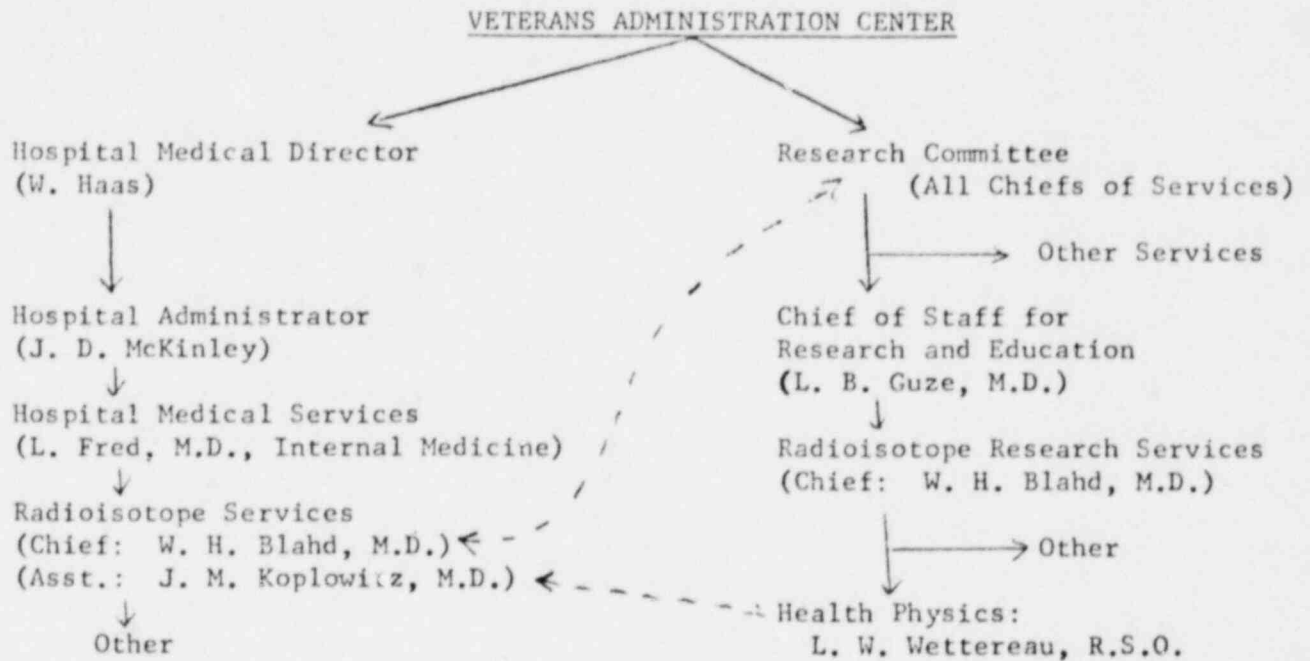 VETERANS ADMINISTRATION CENTER
Hospital Medical Director
(W. Haas)
Hospital Administrator
(J. D. McKinley)
Hospital Medical Services
(L. Fred, M.D., Internal Medicine)
Radioisotope Services
(Chief: W. H. Blahd, M.D.)
(Asst.: J. M. Koplowitz, M.D.)
Other
Research Committee
(All Chiefs of Services)
Other Services
Chief of Staff for
Research and Education
(L. B. Guze, M.D.)
Radioisotope Research Services
(Chief: W. H. Blahd, M.D.)
Other
Health Physics:
L. W. Wettereau, R.S.O.